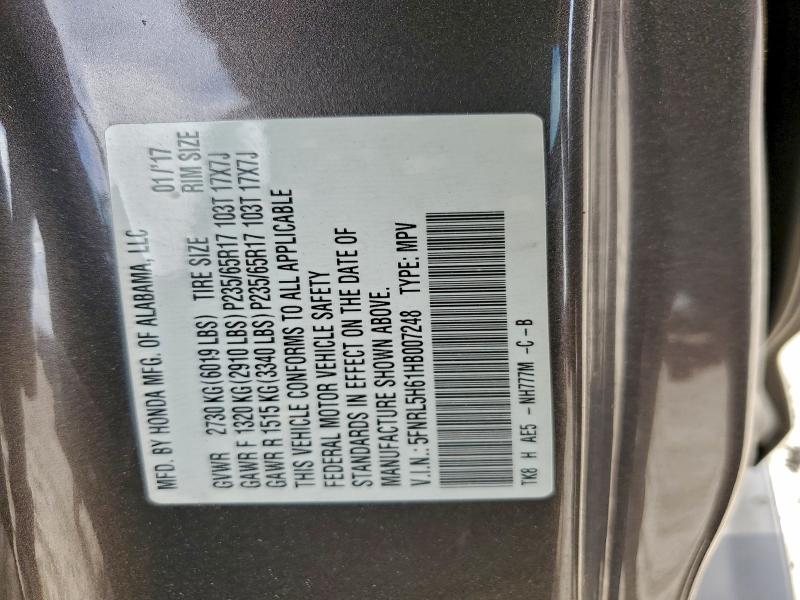 MFD. BY HONDA MFG. OF ALABAMA, LLC 01/'17
GVWR 2730 KG (6019 LBS) TIRE SIZE RIM SIZE
GAWR F 1320 KG (2910 LBS) P235/65R17 103T 17X7J
GAWR R 1515 KG (3340 LBS) P235/65R17 103T 17X7J
THIS VEHICLE CONFORMS TO ALL APPLICABLE
FEDERAL MOTOR VEHICLE SAFETY
STANDARDS IN EFFECT ON THE DATE OF
MANUFACTURE SHOWN ABOVE.
V.I.N.: 5FNRL5H61HB007248 TYPE: MPV
TK8 H AE5 - NH777M -C -B